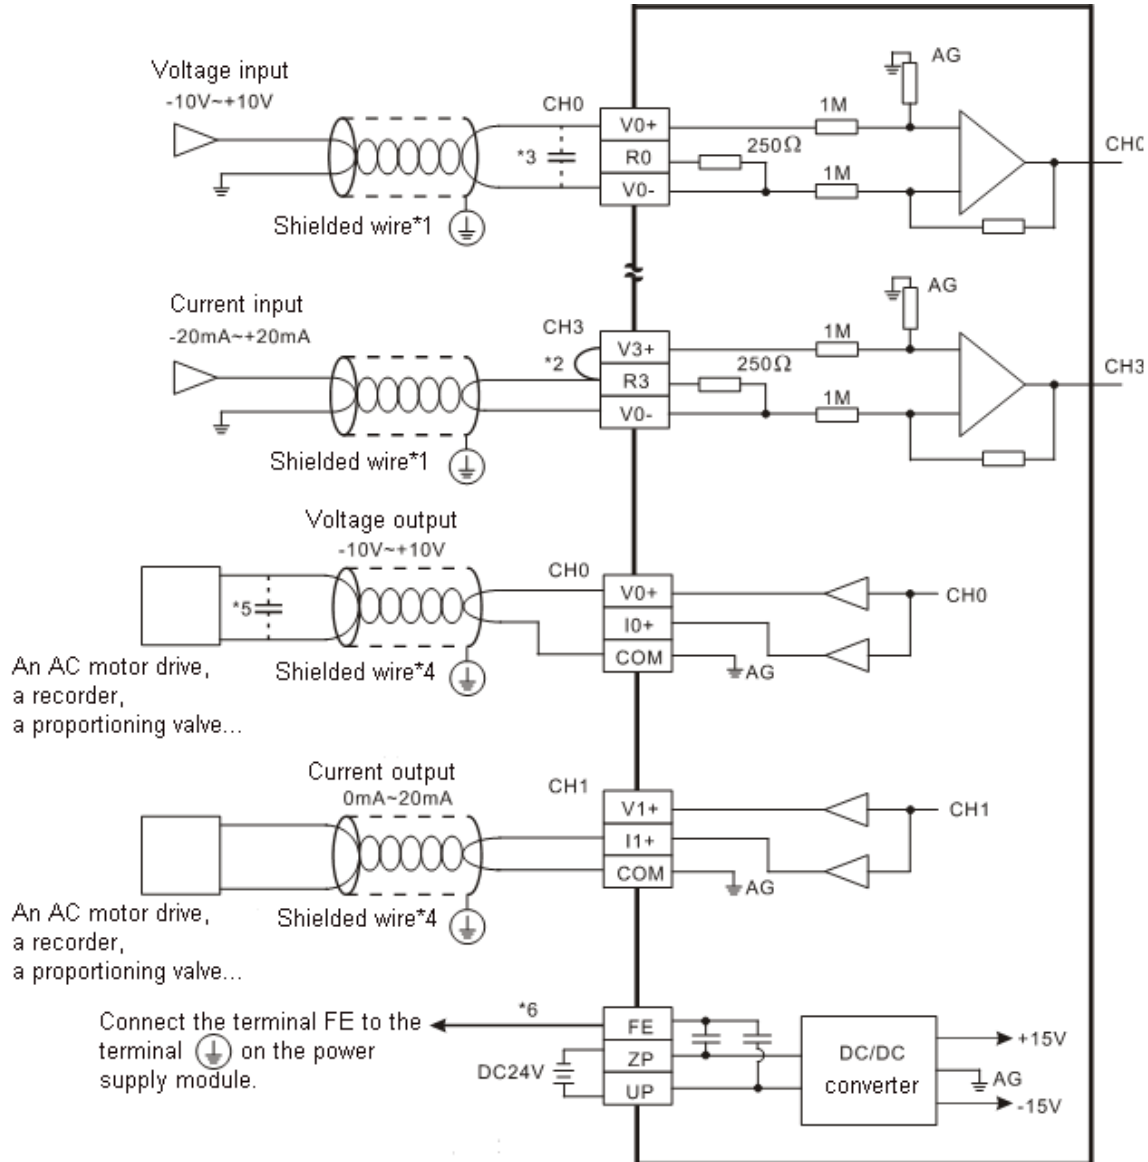 Voltage input
-10V~+10V
CH0
*3
V0+
R0
V0-
Shielded wire*1
250Ω
1M
1M
AG
CH0
Current input
-20mA~+20mA
CH3
*2
V3+
R3
V0-
Shielded wire*1
250Ω
1M
1M
AG
CH3
Voltage output
-10V~+10V
*5
CH0
V0+
I0+
COM
AG
CH0
Shielded wire*4
An AC motor drive,
a recorder,
a proportioning valve...
Current output
0mA~20mA
CH1
V1+
I1+
COM
AG
CH1
Shielded wire*4
An AC motor drive,
a recorder,
a proportioning valve...
Connect the terminal FE to the
terminal on the power
supply module.
*6
DC24V
FE
ZP
UP
DC/DC
converter
+15V
AG
-15V